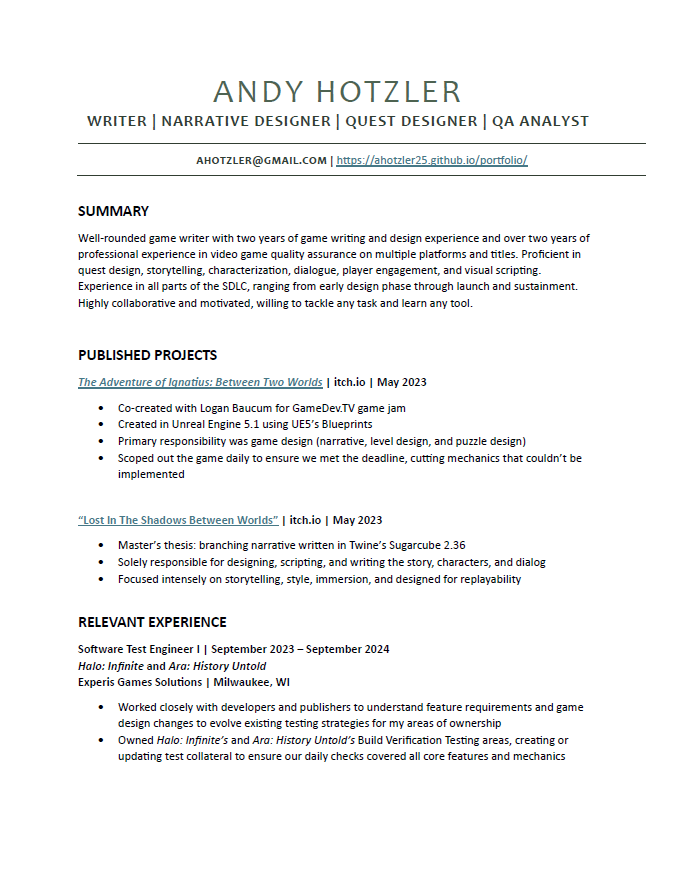 ANDY HOTZLER
WRITER | NARRATIVE DESIGNER | QUEST DESIGNER | QA ANALYST
AHOTZLER@GMAIL.COM | https://ahotzler25.github.io/portfolio/
SUMMARY
Well-rounded game writer with two years of game writing and design experience and over two years of
professional experience in video game quality assurance on multiple platforms and titles. Proficient in
quest design, storytelling, characterization, dialogue, player engagement, and visual scripting.
Experience in all parts of the SDLC, ranging from early design phase through launch and sustainment.
Highly collaborative and motivated, willing to tackle any task and learn any tool.
PUBLISHED PROJECTS
The Adventure of Ignatius: Between Two Worlds | itch.io | May 2023
• Co-created with Logan Baucum for GameDev.TV game jam
• Created in Unreal Engine 5.1 using UE5’s Blueprints
• Primary responsibility was game design (narrative, level design, and puzzle design)
• Scoped out the game daily to ensure we met the deadline, cutting mechanics that couldn’t be
implemented
“Lost In The Shadows Between Worlds” | itch.io | May 2023
• Master’s thesis: branching narrative written in Twine’s Sugarcube 2.36
• Solely responsible for designing, scripting, and writing the story, characters, and dialog
• Focused intensely on storytelling, style, immersion, and designed for replayability
RELEVANT EXPERIENCE
Software Test Engineer I | September 2023 – September 2024
Halo: Infinite and Ara: History Untold
Experis Games Solutions | Milwaukee, WI
• Worked closely with developers and publishers to understand feature requirements and game
design changes to evolve existing testing strategies for my areas of ownership
• Owned Halo: Infinite’s and Ara: History Untold’s Build Verification Testing areas, creating or
updating test collateral to ensure our daily checks covered all core features and mechanics